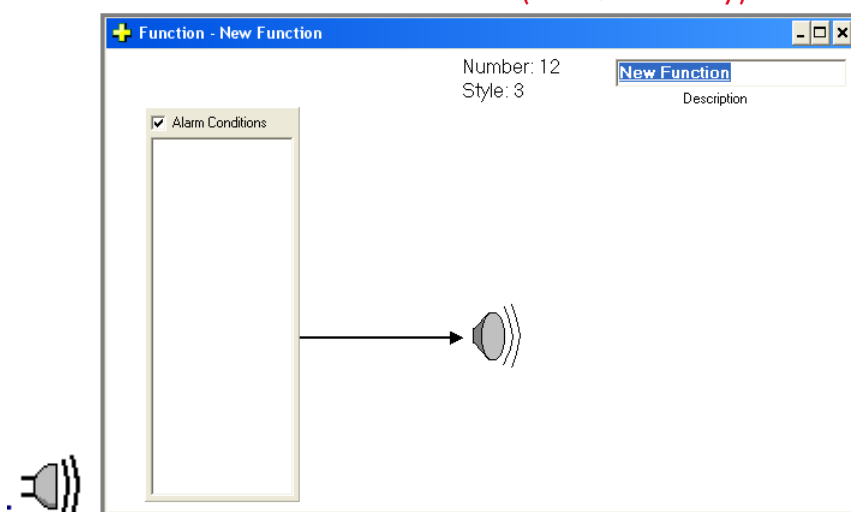 Function - New Function
Number: 12
Style: 3
New Function
Description
Alarm Conditions